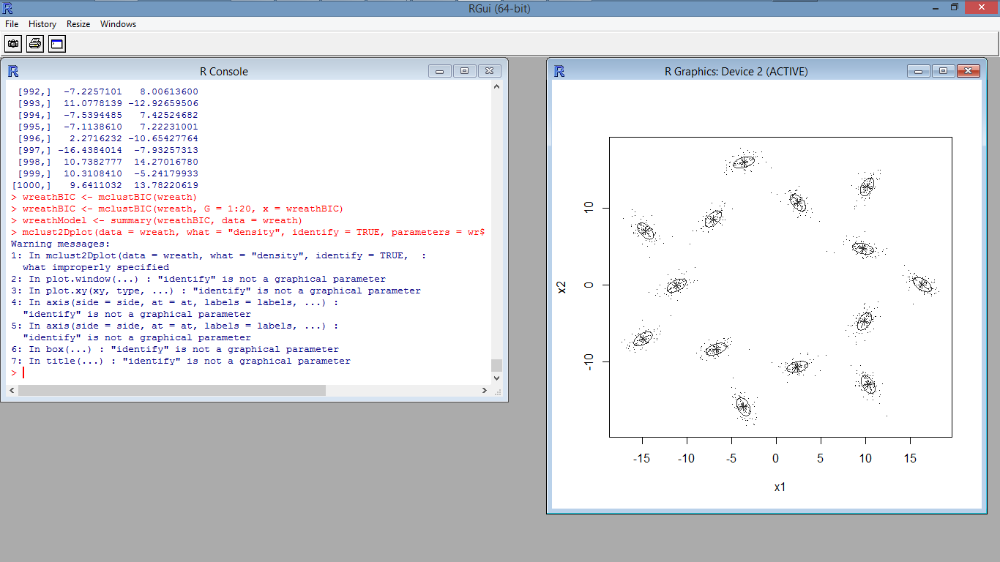 RGui (64-bit)
File History Resize Windows
R Console
[992,] -7.2257101 8.00613600
[993,] 11.0778139 -12.92659506
[994,] -7.5394485 7.42524682
[995,] -7.1138610 7.22231001
[996,] 2.2716232 -10.65427764
[997,] -16.4384014 -7.93257313
[998,] 10.7382777 14.27016780
[999,] 10.3108410 -5.24179933
[1000,] 9.6411032 13.78220619
> wreathBIC <- mclustBIC(wreath)
> wreathBIC <- mclustBIC(wreath, G = 1:20, x = wreathBIC)
> wreathModel <- summary(wreathBIC, data = wreath)
> mclust2Dplot(data = wreath, what = "density", identify = TRUE, parameters = wr$
Warning messages:
1: In mclust2Dplot(data = wreath, what = "density", identify = TRUE,  :
  what improperly specified
2: In plot.window(...) : "identify" is not a graphical parameter
3: In plot.xy(xy, type, ...) : "identify" is not a graphical parameter
4: In axis(side = side, at = at, labels = labels, ...) :
  "identify" is not a graphical parameter
5: In axis(side = side, at = at, labels = labels, ...) :
  "identify" is not a graphical parameter
6: In box(...) : "identify" is not a graphical parameter
7: In title(...) : "identify" is not a graphical parameter
>
R Graphics: Device 2 (ACTIVE)
10
0
-10
x2
-15 -10 -5 0 5 10 15
x1